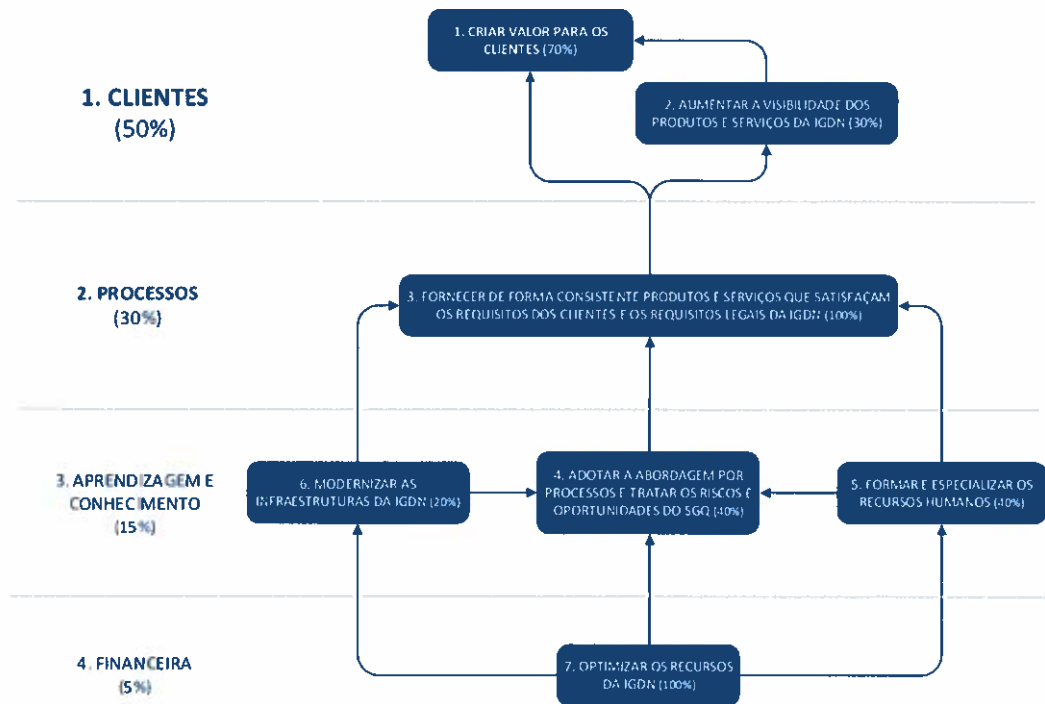 1. CRIAR VALOR PARA OS
CLIENTES (70%)
1. CLIENTES
(50%)
2. AUMENTAR A VISIBILIDADE DOS
PRODUTOS E SERVIÇOS DA IGDN (30%)
2. PROCESSOS
(30%)
3. FORNECER DE FORMA CONSISTENTE PRODUTOS E SERVIÇOS QUE SATISFAÇAM
OS REQUISITOS DOS CLIENTES E OS REQUISITOS LEGAIS DA IGDN (100%)
3. APRENDIZAGEM E
CONHECIMENTO
(15%)
6. MODERNIZAR AS
INFRAESTRUTURAS DA IGDN (20%)
4. ADOTAR A ABORDAGEM POR
PROCESSOS E TRATAR OS RISCOS E
OPORTUNIDADES DO SGQ (40%)
5. FORMAR E ESPECIALIZAR OS
RECURSOS HUMANOS (40%)
4. FINANCEIRA
(5%)
7. OPTIMIZAR OS RECURSOS
DA IGDN (100%)